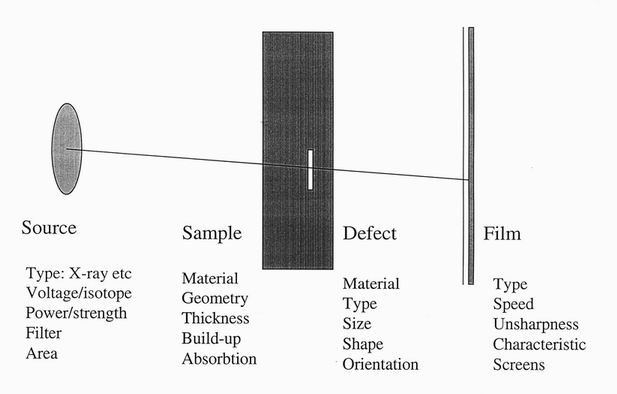 Source
Sample
Defect
Film
Type: X-ray etc
Voltage/isotope
Power/strength
Filter
Area
Material
Geometry
Thickness
Build-up
Absorbtion
Material
Type
Size
Shape
Orientation
Type
Speed
Unsharpness
Characteristic
Screens